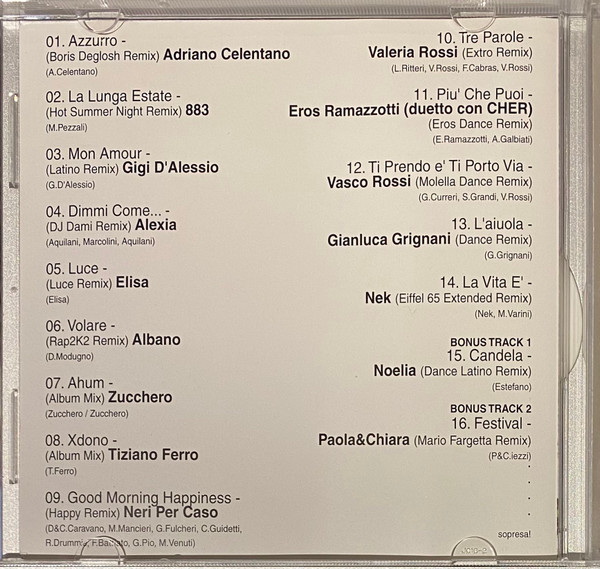 01. Azzurro -
(Boris Deglosh Remix) Adriano Celentano
(A.Celentano)
02. La Lunga Estate -
(Hot Summer Night Remix) 883
(M.Pezzali)
03. Mon Amour -
(Latino Remix) Gigi D'Alessio
(G.D'Alessio)
04. Dimmi Come... -
(DJ Dami Remix) Alexia
(Aquilani, Marcolini, Aquilani)
05. Luce -
(Luce Remix) Elisa
(Elisa)
06. Volare -
(Rap2K2 Remix) Albano
(D.Modugno)
07. Ahum -
(Album Mix) Zucchero
(Zucchero / Zucchero)
08. Xdono -
(Album Mix) Tiziano Ferro
(T.Ferro)
09. Good Morning Happiness -
(Happy Remix) Neri Per Caso
(D&C.Caravano, M.Mancieri, G.Fulcheri, C.Guidetti,
G.Pio, M.Venuti)
10. Tre Parole -
Valeria Rossi (Extro Remix)
(L.Ritteri, V.Rossi, F.Cabras, V.Rossi)
11. Piu' Che Puoi -
Eros Ramazzotti (duetto con CHER)
(Eros Dance Remix)
(E.Ramazzotti, A.Galbiati)
12. Ti Prendo e' Ti Porto Via -
Vasco Rossi (Molella Dance Remix)
(G.Curreri, S.Grandi, V.Rossi)
13. L'aiuola -
Gianluca Grignani (Dance Remix)
(G.Grignani)
14. La Vita E' -
Nek (Eiffel 65 Extended Remix)
(Nek, M.Varini)
BONUS TRACK 1
15. Candela -
Noelia (Dance Latino Remix)
(Estefano)
BONUS TRACK 2
16. Festival -
Paola&Chiara (Mario Fargetta Remix)
(P&C.iezzi)
.
.
.
sopresa!